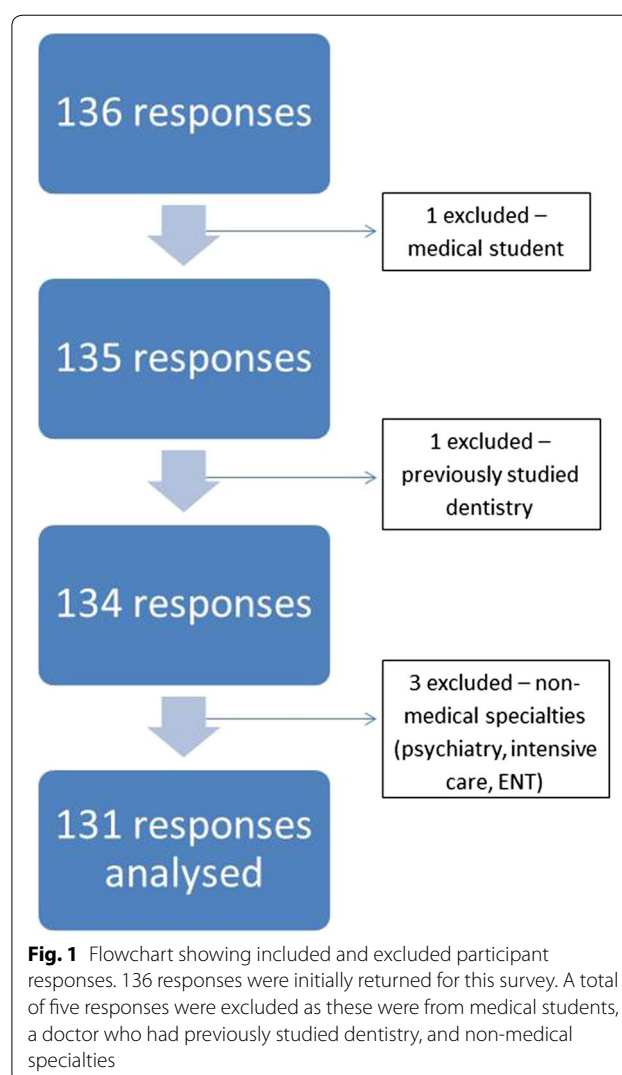 136 responses
1 excluded –
medical student
135 responses
1 excluded –
previously studied
dentistry
134 responses
3 excluded – non-
medical specialties
(psychiatry, intensive
care, ENT)
131 responses
analysed
Fig. 1 Flowchart showing included and excluded participant
responses. 136 responses were initially returned for this survey. A total
of five responses were excluded as these were from medical students,
a doctor who had previously studied dentistry, and non-medical
specialties